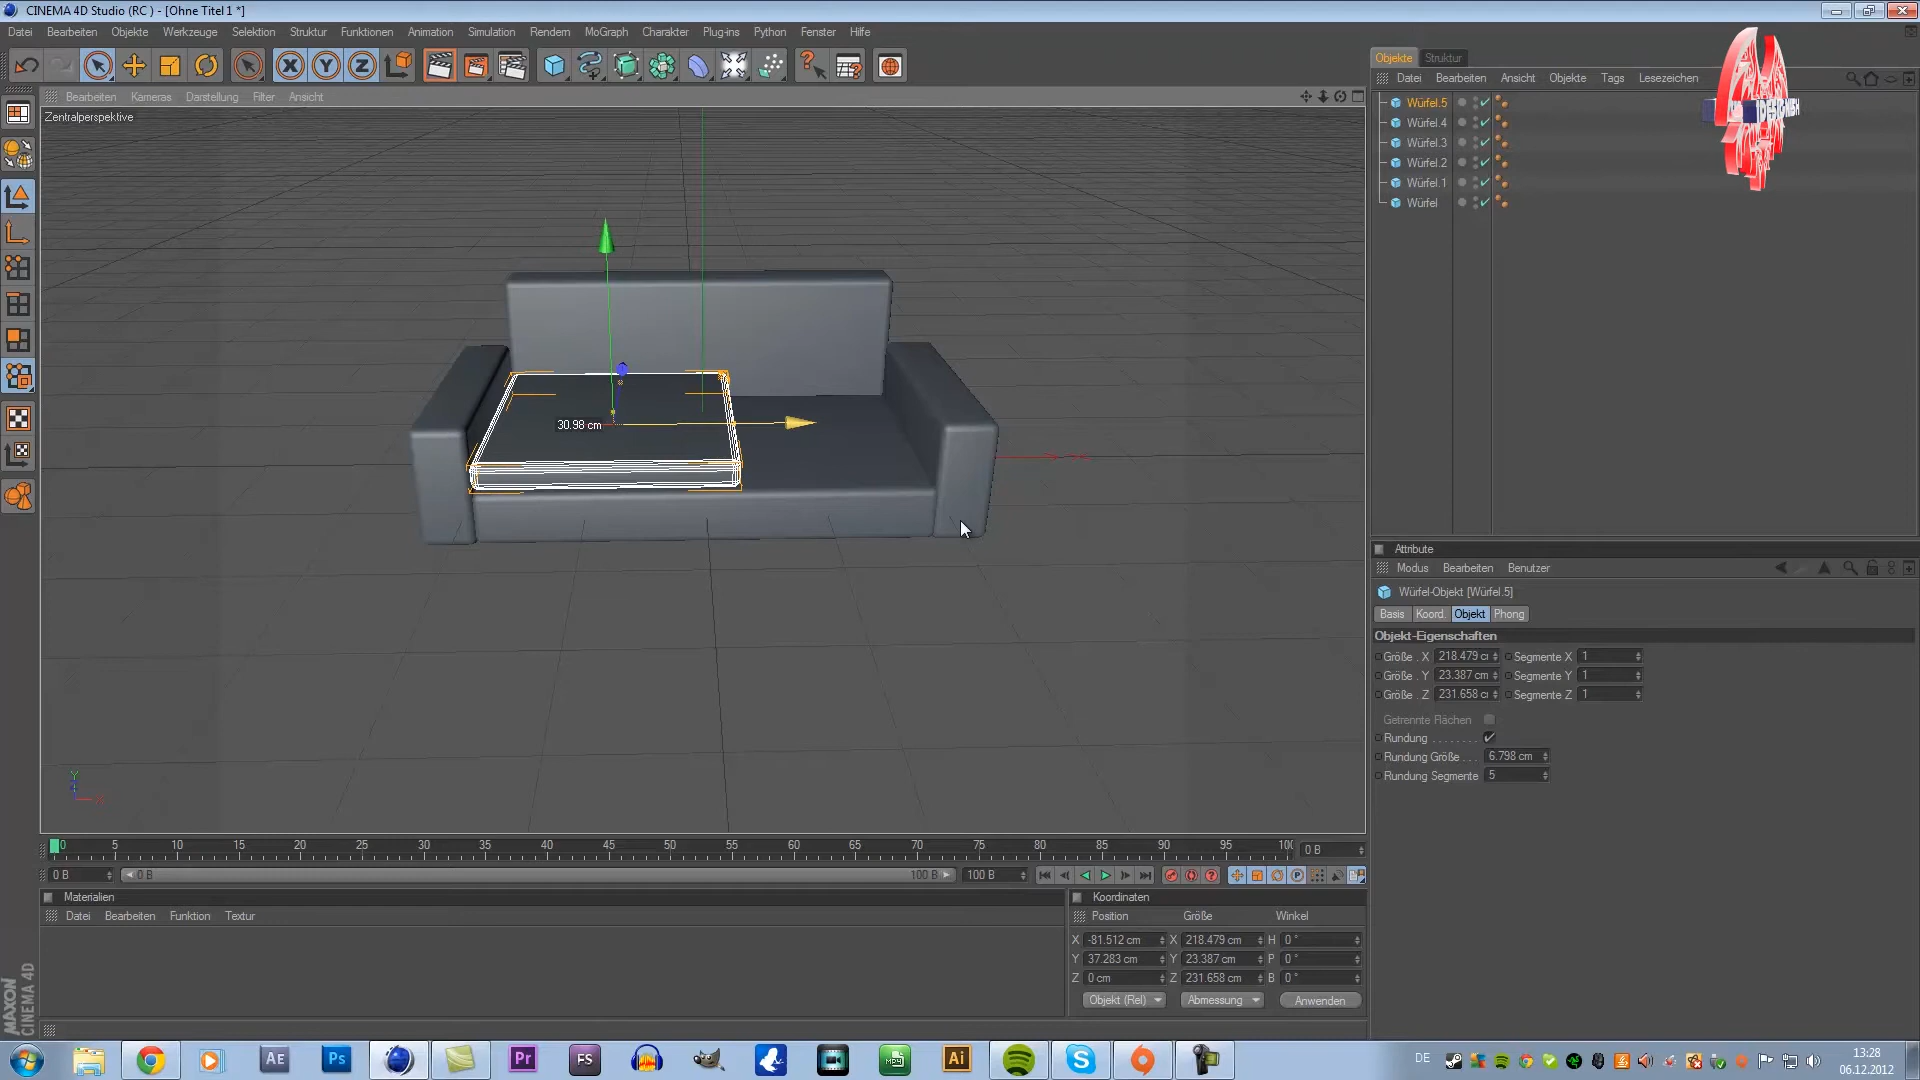 CINEMA 4D Studio (RC ) - [Ohne Titel 1 *]
Datei Bearbeiten Objekte Werkzeuge Selektion Struktur Funktionen Animation Simulation Rendern MoGraph Charakter Plug-ins Python Fenster Hilfe
X Y Z
Bearbeiten Kameras Darstellung Filter Ansicht
Zentralperspektive
30.98 cm
Y
X
0 5 10 15 20 25 30 35 40 45 50 55 60 65 70 75 80 85 90 95 100
0 B
0 B 0 B 100 B 100 B
Materialien
Datei Bearbeiten Funktion Textur
Koordinaten
Position Größe Winkel
X -81.512 cm X 218.479 cm H 0 °
Y 37.283 cm Y 23.387 cm P 0 °
Z 0 cm Z 231.658 cm B 0 °
Objekt (Rel) Abmessung Anwenden
MAXON
CINEMA 4D
Objekte Struktur
Datei Bearbeiten Ansicht Objekte Tags Lesezeichen
Würfel.5
Würfel.4
Würfel.3
Würfel.2
Würfel.1
Würfel
Attribute
Modus Bearbeiten Benutzer
Würfel-Objekt [Würfel.5]
Basis Koord. Objekt Phong
Objekt-Eigenschaften
Größe . X 218.479 c Segmente X 1
Größe . Y 23.387 cm Segmente Y 1
Größe . Z 231.658 c Segmente Z 1
Getrennte Flächen
Rundung . . . . . . . .
Rundung Größe . . . 6.798 cm
Rundung Segmente 5
Ae Ps Pr FS MP4 Ai
DE
13:28
06.12.2012